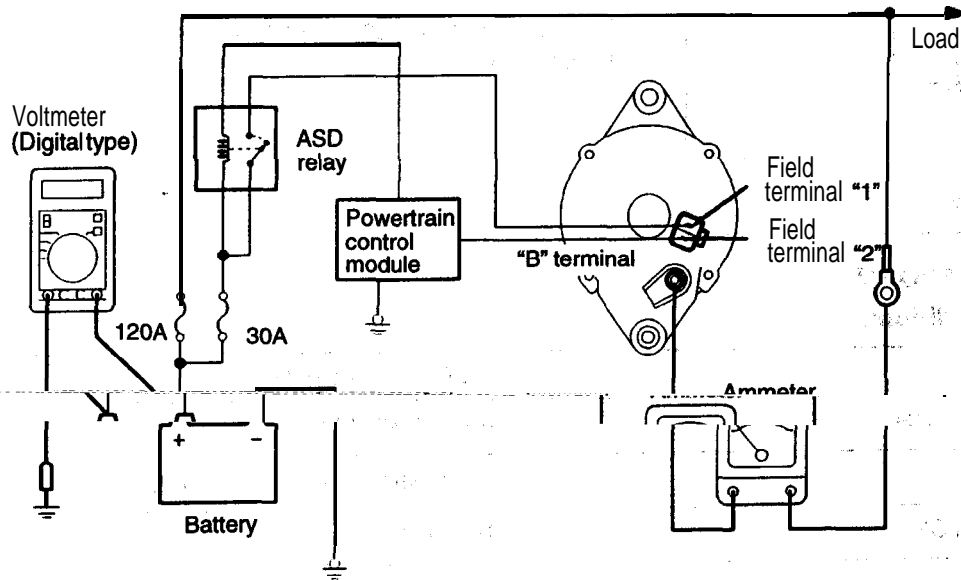 Load
Voltmeter
(Digital type)
ASD
relay
Field
terminal "1"
Powertrain
control
module
"B" terminal
Field
terminal "2"
120A
30A
Ammeter
+ -
Battery